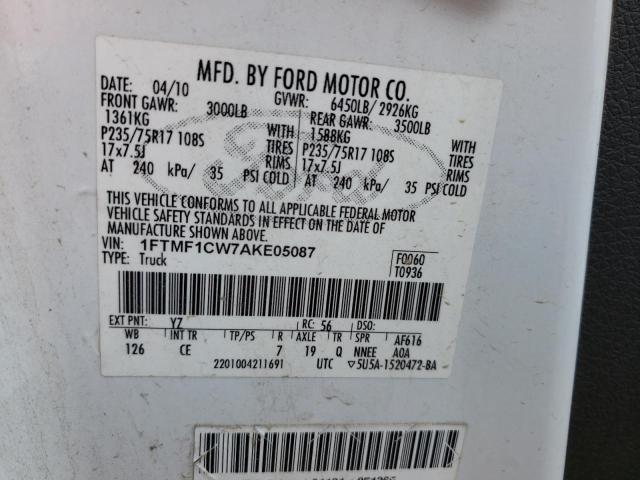 MFD. BY FORD MOTOR CO.
DATE: 04/10 GVWR: 6450LB/ 2926KG
FRONT GAWR: 3000LB REAR GAWR: 3500LB
1361KG WITH 1588KG WITH
P235/75R17 108S TIRES P235/75R17 108S TIRES
17x7.5J RIMS 17x7.5J RIMS
AT 240 kPa/ 35 PSI COLD AT 240 kPa/ 35 PSI COLD
Ford
THIS VEHICLE CONFORMS TO ALL APPLICABLE FEDERAL MOTOR
VEHICLE SAFETY STANDARDS IN EFFECT ON THE DATE OF
MANUFACTURE SHOWN ABOVE.
VIN: 1FTMF1CW7AKE05087 F0060
TYPE: Truck T0936
EXT PNT: YZ RC: 56 DSO:
WB INT TR TP/PS R AXLE TR SPR AF616
126 CE 7 19 Q NNEE AOA
2201004211691 UTC ▽5U5A-1520472-BA